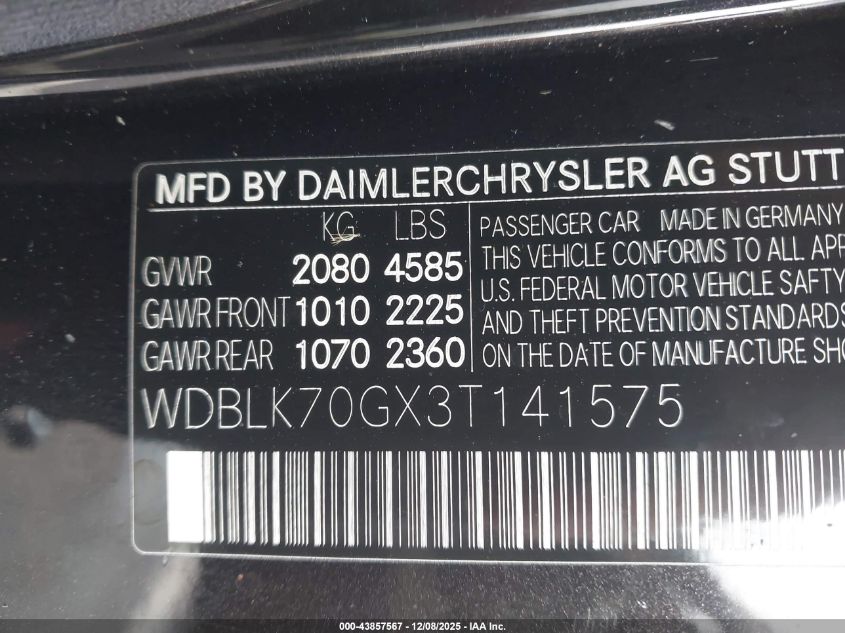 MFD BY DAIMLERCHRYSLER AG STUTT
KG LBS
GVWR 2080 4585
GAWR FRONT 1010 2225
GAWR REAR 1070 2360
PASSENGER CAR MADE IN GERMANY
THIS VEHICLE CONFORMS TO ALL APP
U.S. FEDERAL MOTOR VEHICLE SAFTY
AND THEFT PREVENTION STANDARDS
ON THE DATE OF MANUFACTURE SHO
WDBLK70GX3T141575
000-43857567 - 12/08/2025 - IAA Inc.